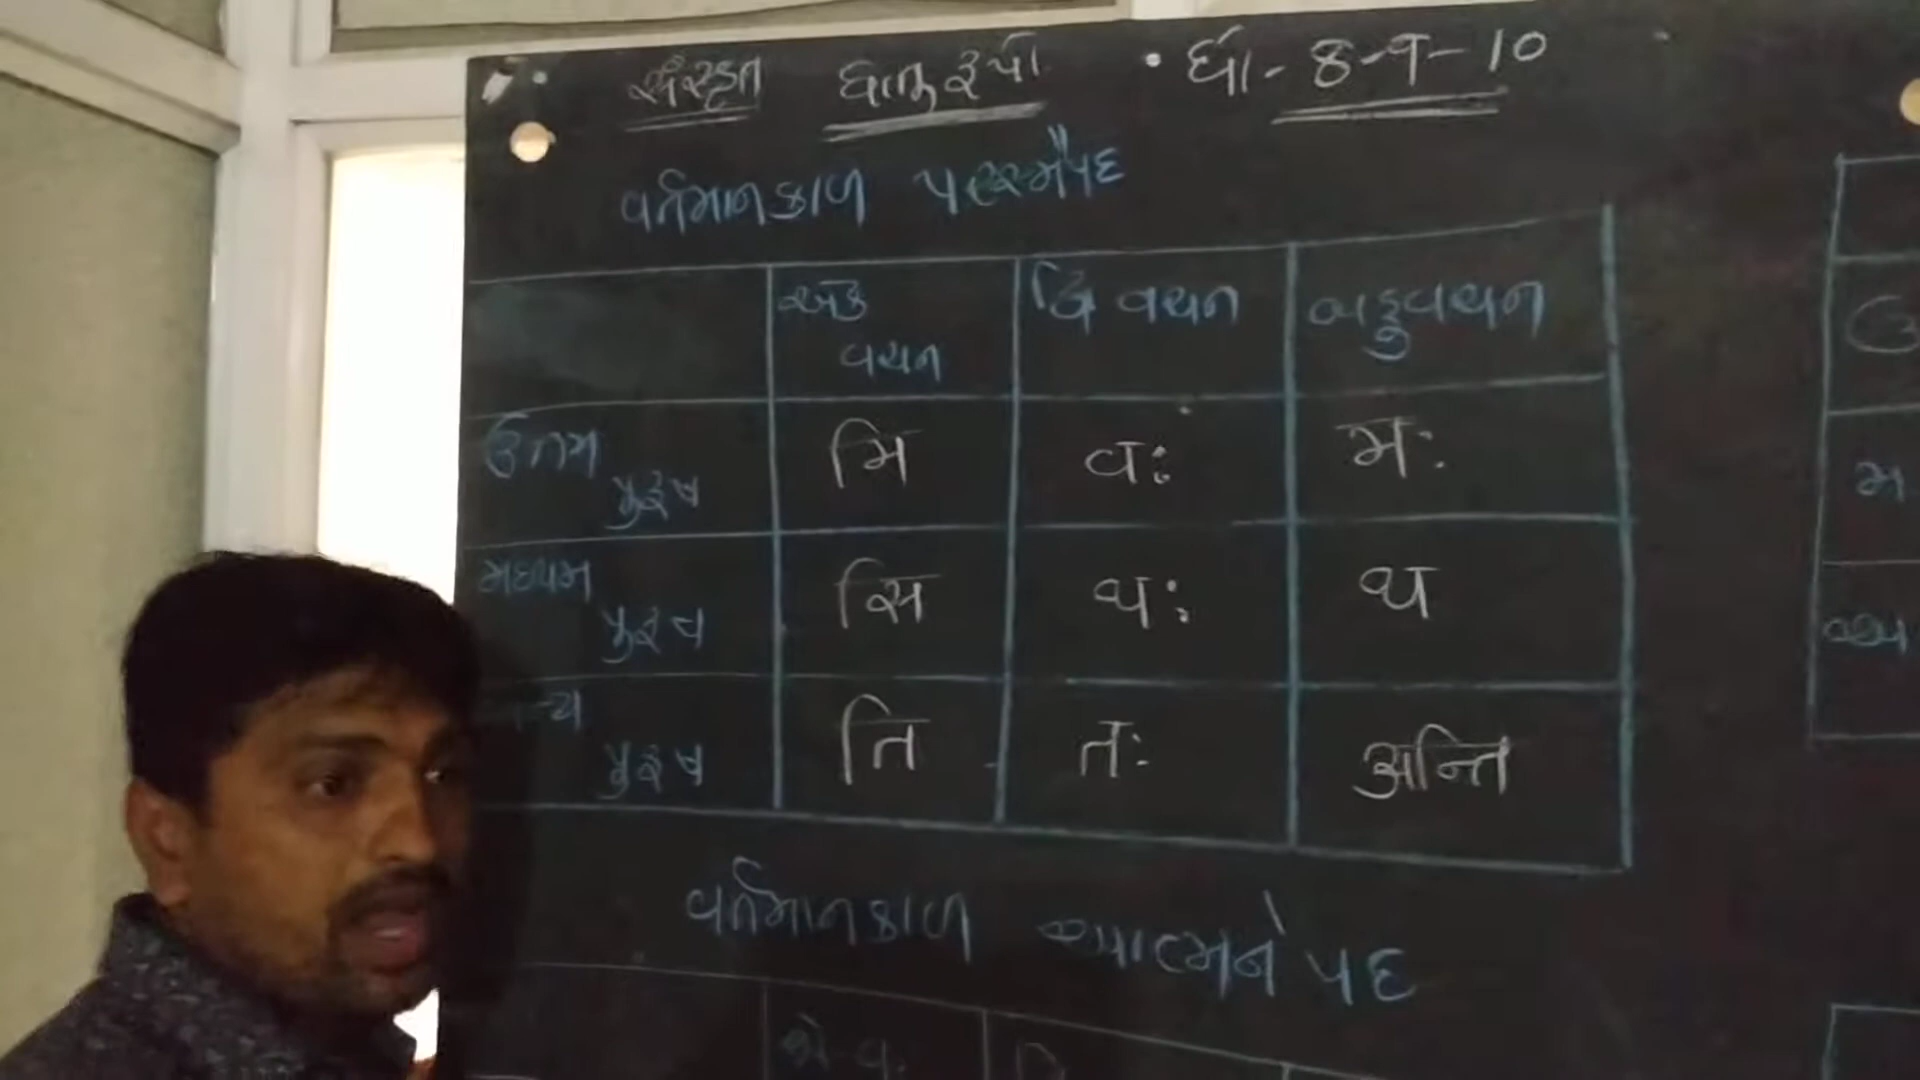 સંસ્કૃત ધાતુરૂપો • ધો - 8-9-10
વર્તમાનકાળ પરસ્મૈપદ
એક વચન દ્વિ વચન બહુવચન
ઉત્તમ પુરૂષ मि वः मः
મધ્યમ પુરૂષ सि थः थ
પુરૂષ ति तः अन्ति
વર્તમાનકાળ આત્મનેપદ
એ.વ.